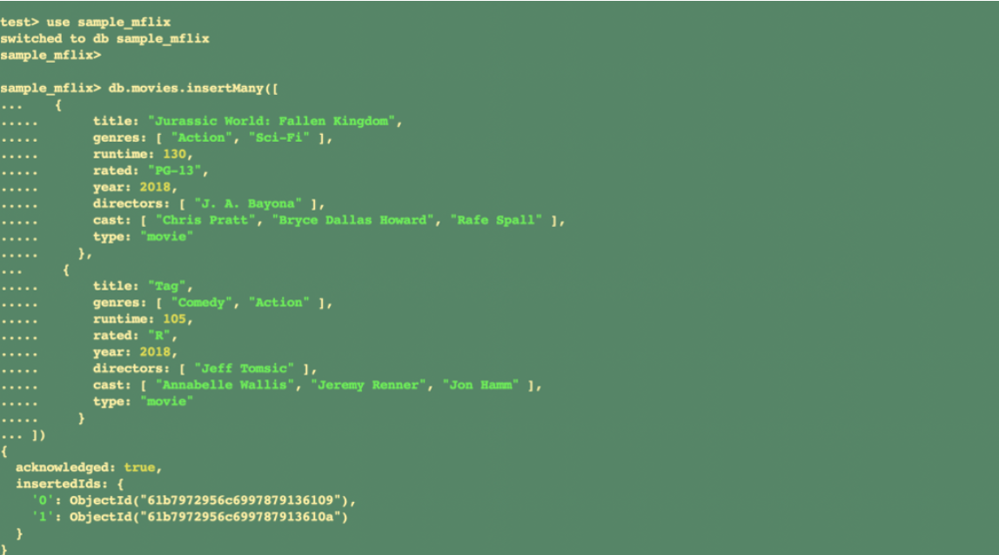 test> use sample_mflix
switched to db sample_mflix
sample_mflix>
sample_mflix> db.movies.insertMany([
...    {
.....       title: "Jurassic World: Fallen Kingdom",
.....       genres: [ "Action", "Sci-Fi" ],
.....       runtime: 130,
.....       rated: "PG-13",
.....       year: 2018,
.....       directors: [ "J. A. Bayona" ],
.....       cast: [ "Chris Pratt", "Bryce Dallas Howard", "Rafe Spall" ],
.....       type: "movie"
.....     },
...     {
.....       title: "Tag",
.....       genres: [ "Comedy", "Action" ],
.....       runtime: 105,
.....       rated: "R",
.....       year: 2018,
.....       directors: [ "Jeff Tomsic" ],
.....       cast: [ "Annabelle Wallis", "Jeremy Renner", "Jon Hamm" ],
.....       type: "movie"
.....     }
... ])
{
  acknowledged: true,
  insertedIds: {
    '0': ObjectId("61b7972956c6997879136109"),
    '1': ObjectId("61b7972956c699787913610a")
  }
}